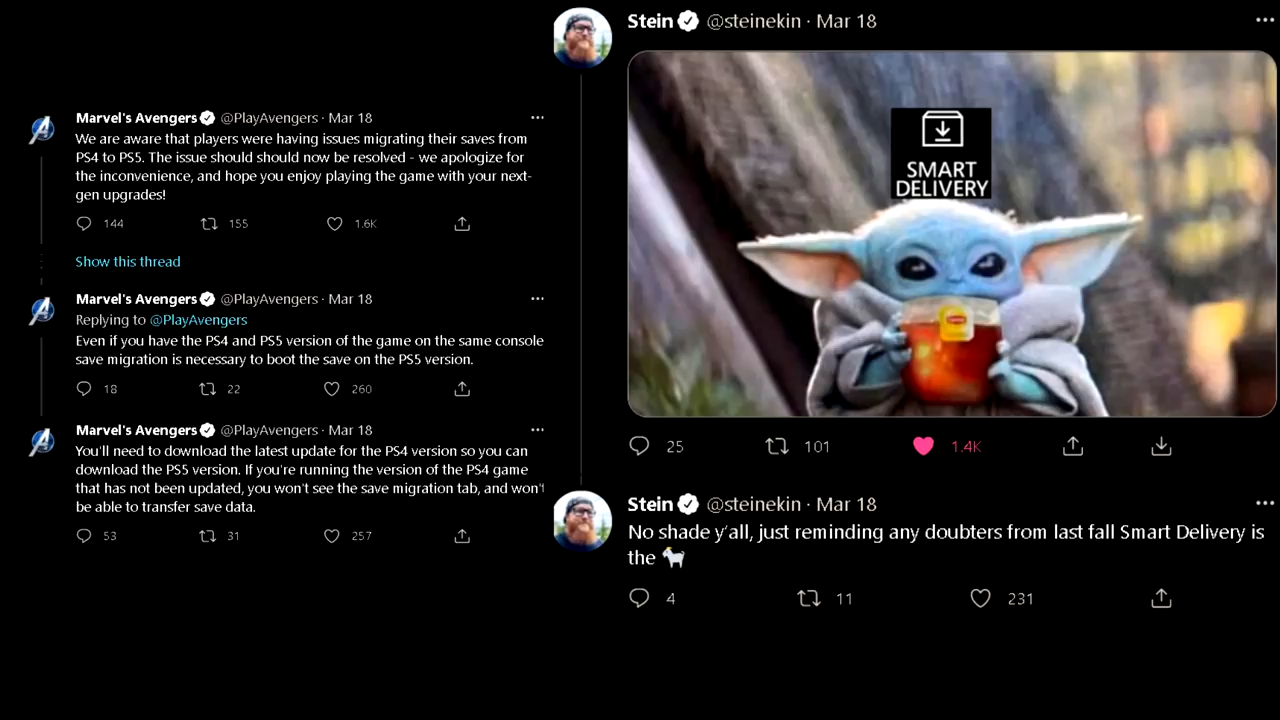 Marvel's Avengers @PlayAvengers · Mar 18
We are aware that players were having issues migrating their saves from
PS4 to PS5. The issue should should now be resolved - we apologize for
the inconvenience, and hope you enjoy playing the game with your next-
gen upgrades!
144 155 1.6K
Show this thread
Marvel's Avengers @PlayAvengers · Mar 18
Replying to @PlayAvengers
Even if you have the PS4 and PS5 version of the game on the same console
save migration is necessary to boot the save on the PS5 version.
18 22 260
Marvel's Avengers @PlayAvengers · Mar 18
You'll need to download the latest update for the PS4 version so you can
download the PS5 version. If you're running the version of the PS4 game
that has not been updated, you won't see the save migration tab, and won't
be able to transfer save data.
53 31 257
Stein @steinekin · Mar 18
SMART
DELIVERY
25 101 1.4K
Stein @steinekin · Mar 18
No shade y'all, just reminding any doubters from last fall Smart Delivery is
the 🐐
4 11 231